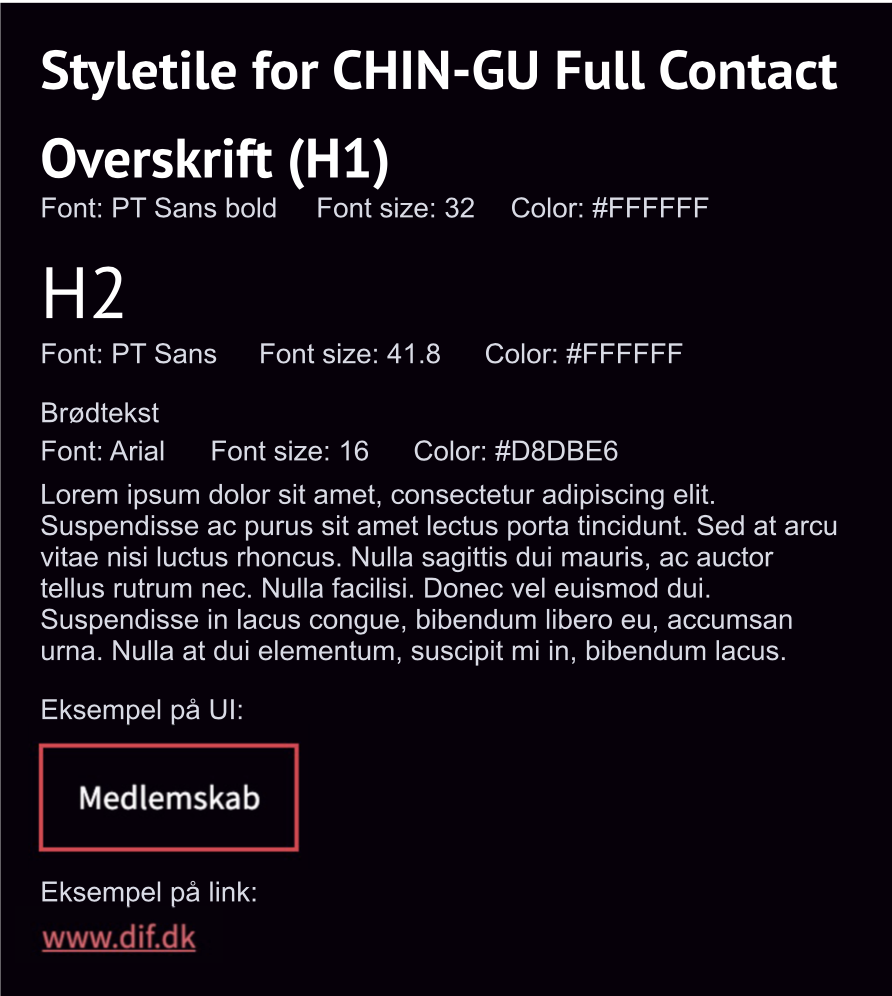 Styletile for CHIN-GU Full Contact
Overskrift (H1)
Font: PT Sans bold Font size: 32 Color: #FFFFFF
H2
Font: PT Sans Font size: 41.8 Color: #FFFFFF
Brødtekst
Font: Arial Font size: 16 Color: #D8DBE6
Lorem ipsum dolor sit amet, consectetur adipiscing elit.
Suspendisse ac purus sit amet lectus porta tincidunt. Sed at arcu
vitae nisi luctus rhoncus. Nulla sagittis dui mauris, ac auctor
tellus rutrum nec. Nulla facilisi. Donec vel euismod dui.
Suspendisse in lacus congue, bibendum libero eu, accumsan
urna. Nulla at dui elementum, suscipit mi in, bibendum lacus.
Eksempel på UI:
Medlemskab
Eksempel på link:
www.dif.dk